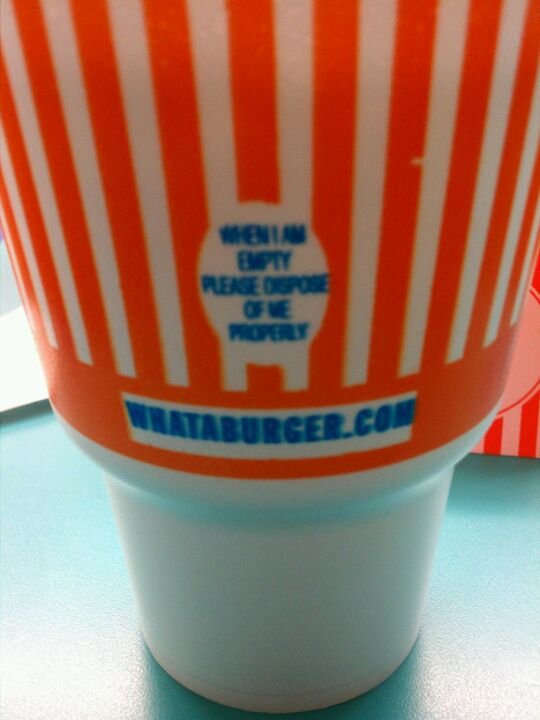 WHEN I AM
EMPTY
PLEASE DISPOSE
OF ME
PROPERLY
WHATABURGER.COM